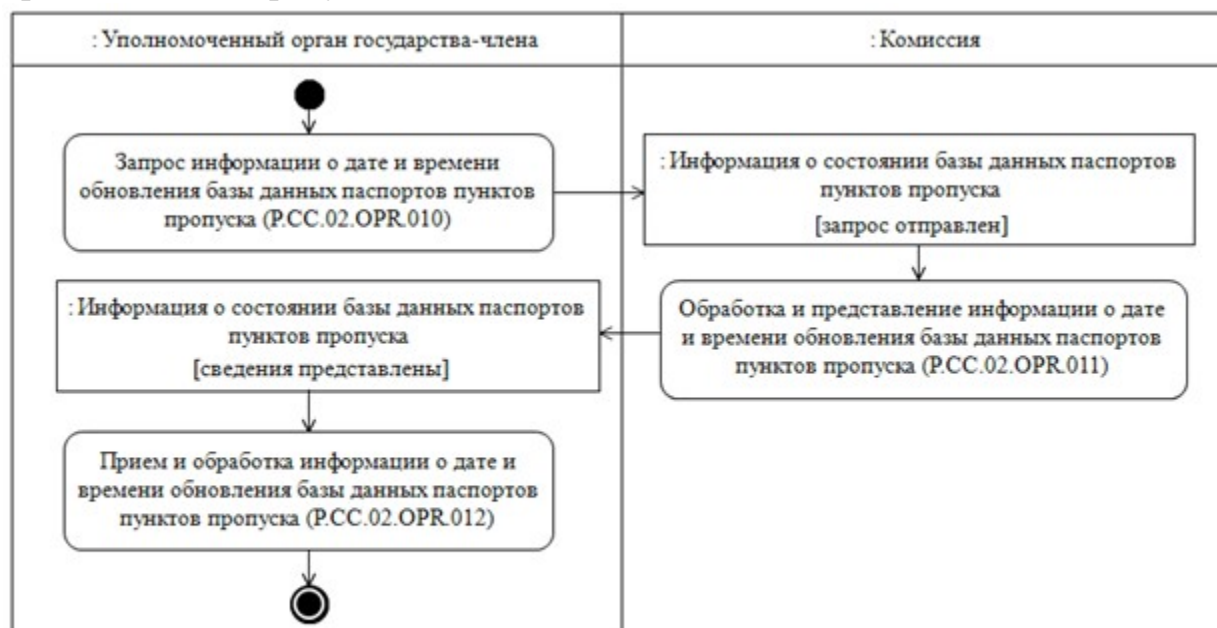 : Уполномоченный орган государства-члена
: Комиссия
Запрос информации о дате и времени
обновления базы данных паспортов пунктов
пропуска (P.CC.02.OPR.010)
: Информация о состоянии базы данных паспортов
пунктов пропуска
[запрос отправлен]
Обработка и представление информации о дате
и времени обновления базы данных паспортов
пунктов пропуска (P.CC.02.OPR.011)
: Информация о состоянии базы данных паспортов
пунктов пропуска
[сведения представлены]
Прием и обработка информации о дате и
времени обновления базы данных паспортов
пунктов пропуска (P.CC.02.OPR.012)